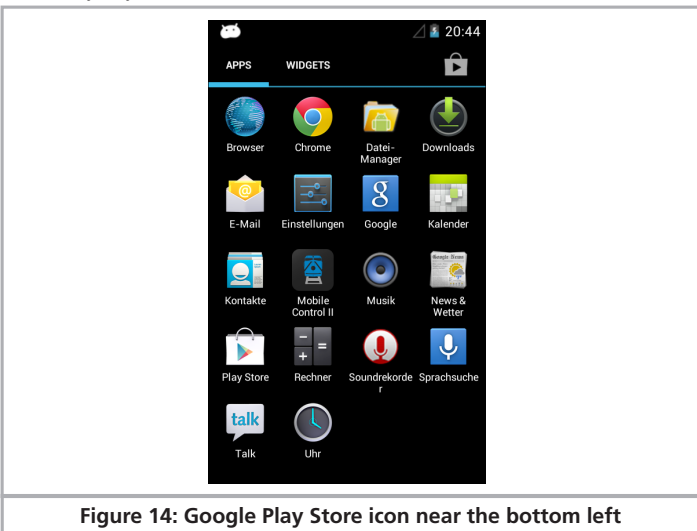 20:44
APPS WIDGETS
Browser Chrome Datei-
Manager Downloads
E-Mail Einstellungen Google Kalender
Kontakte Mobile
Control II Musik News &
Wetter
Play Store Rechner Soundrekorde
r Sprachsuche
talk
Talk Uhr
Figure 14: Google Play Store icon near the bottom left